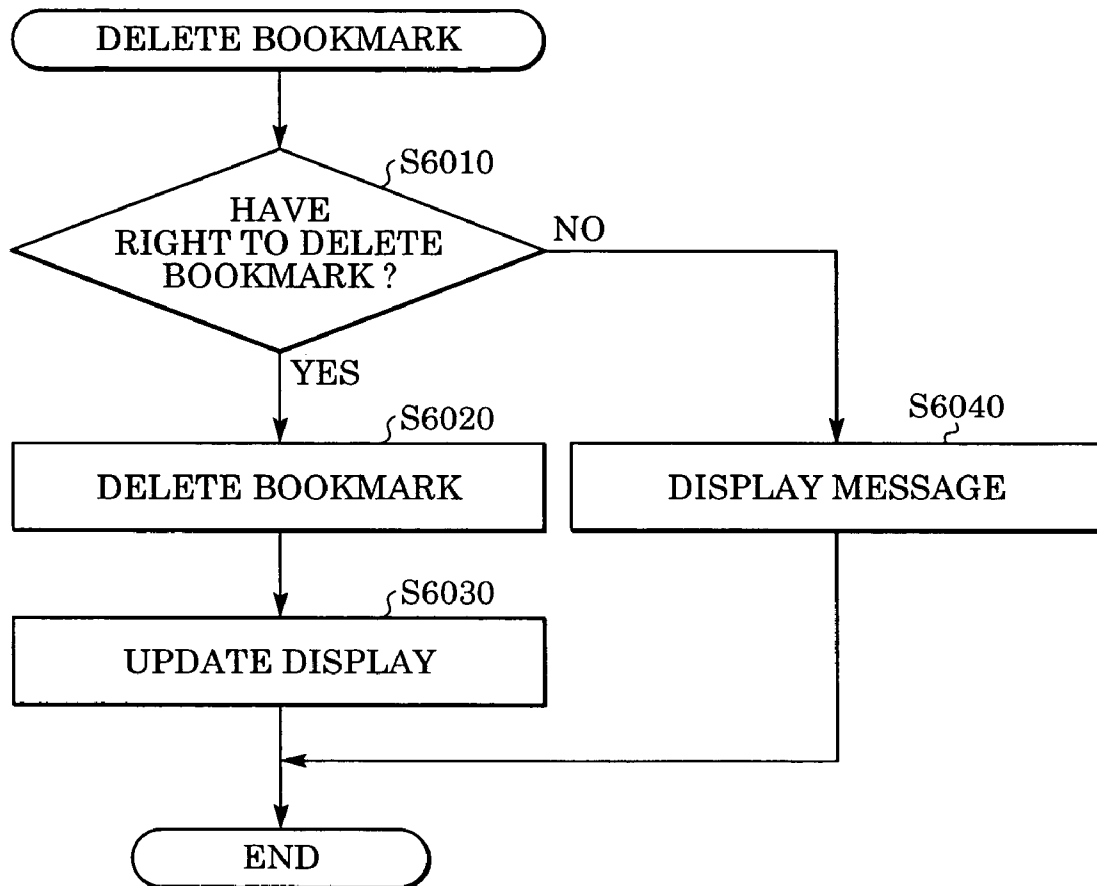 DELETE BOOKMARK
S6010
HAVE
RIGHT TO DELETE
BOOKMARK ?
NO
YES
S6020
DELETE BOOKMARK
S6040
DISPLAY MESSAGE
S6030
UPDATE DISPLAY
END